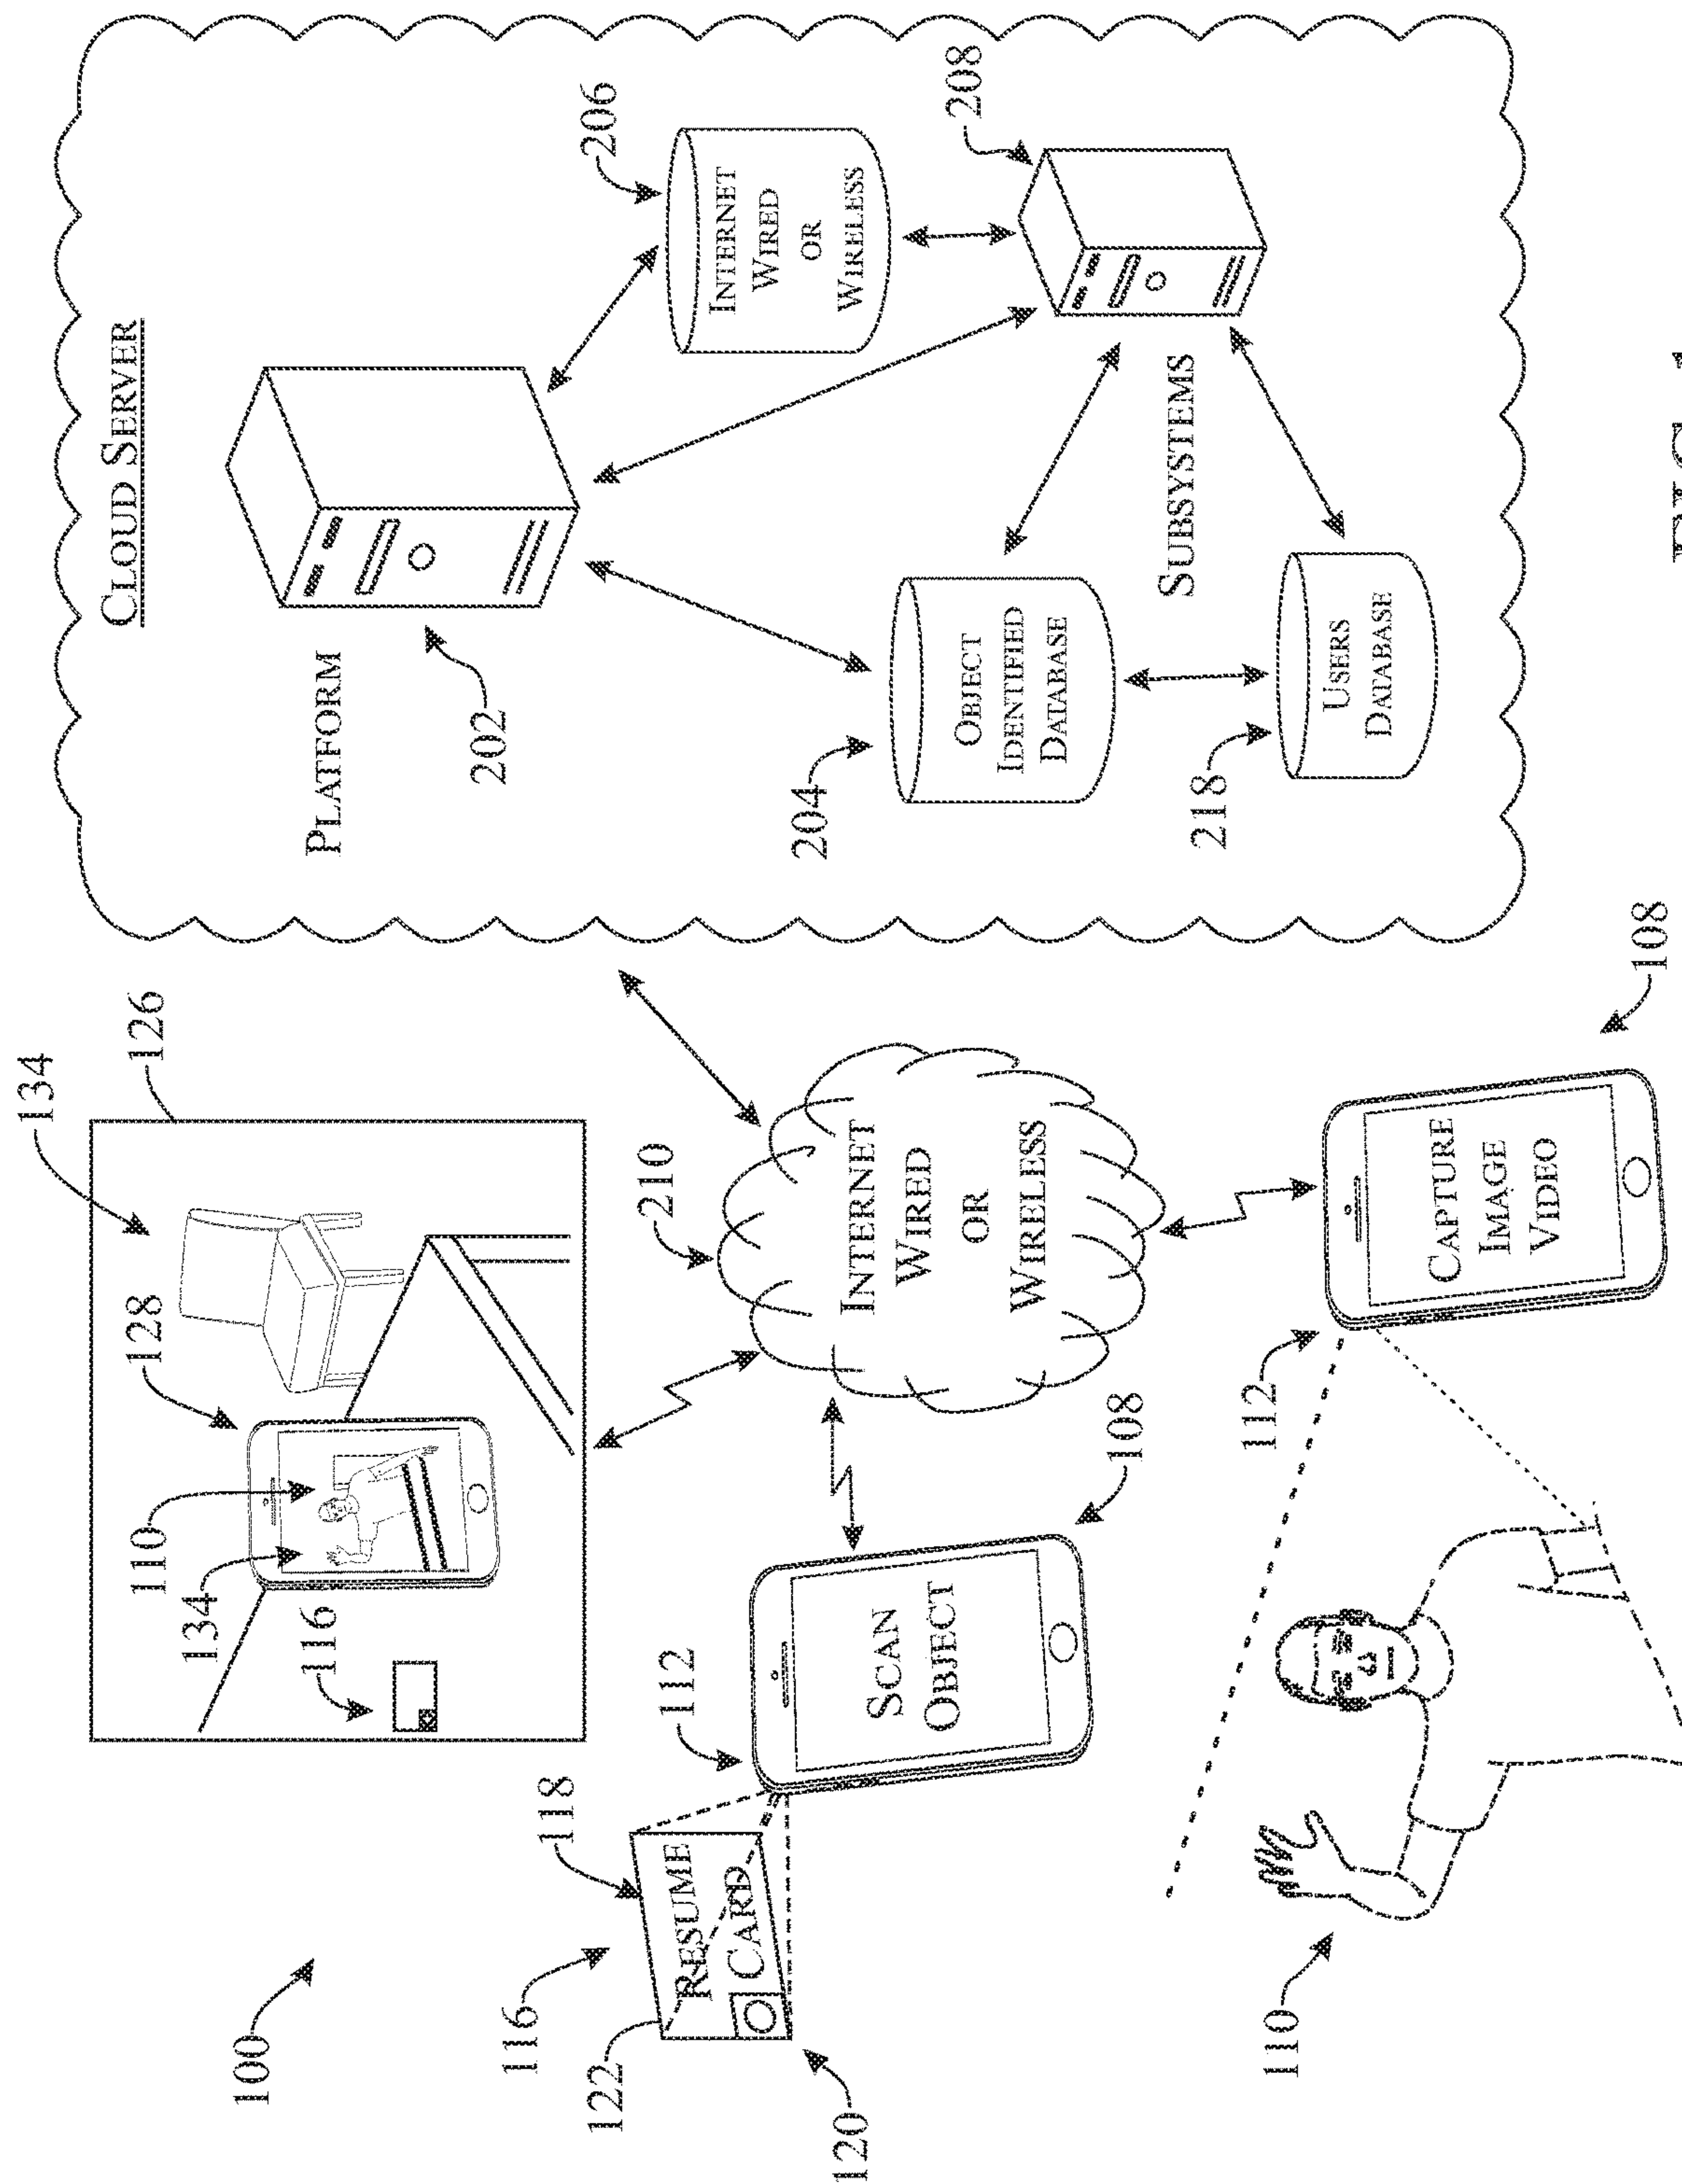 100
134
126
128
110
134
116
CLOUD SERVER
PLATFORM
202
206
INTERNET
WIRED
OR
WIRELESS
208
204
OBJECT
IDENTIFIED
DATABASE
SUBSYSTEMS
218
USERS
DATABASE
210
INTERNET
WIRED
OR
WIRELESS
116
118
122
120
RESUME
CARD
112
SCAN
OBJECT
108
110
112
CAPTURE
IMAGE
VIDEO
108